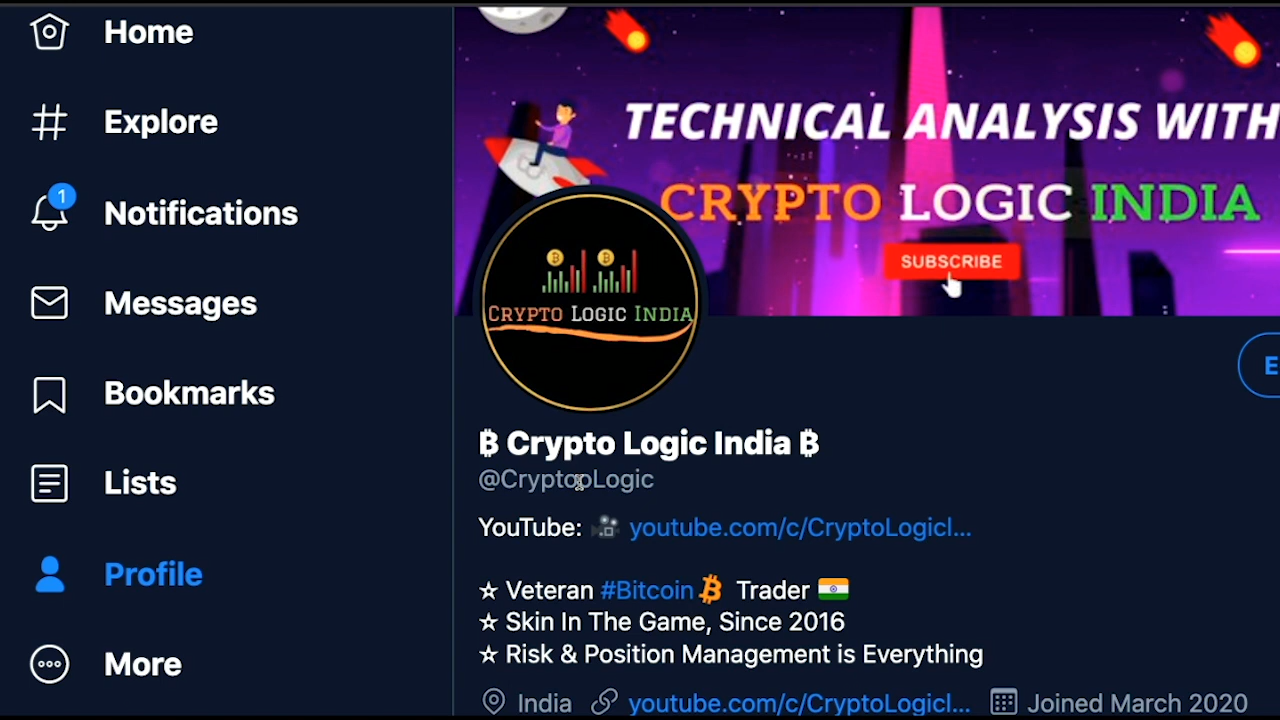 Home
Explore
1
Notifications
Messages
Bookmarks
Lists
Profile
More
TECHNICAL ANALYSIS WITH
CRYPTO LOGIC INDIA
SUBSCRIBE
CRYPTO LOGIC INDIA
E
₿ Crypto Logic India ₿
@CryptooLogic
YouTube: 🎥 youtube.com/c/CryptoLogicI...
☆ Veteran #Bitcoin Trader 🇮🇳
☆ Skin In The Game, Since 2016
☆ Risk & Position Management is Everything
India youtube.com/c/CryptoLogicI... Joined March 2020